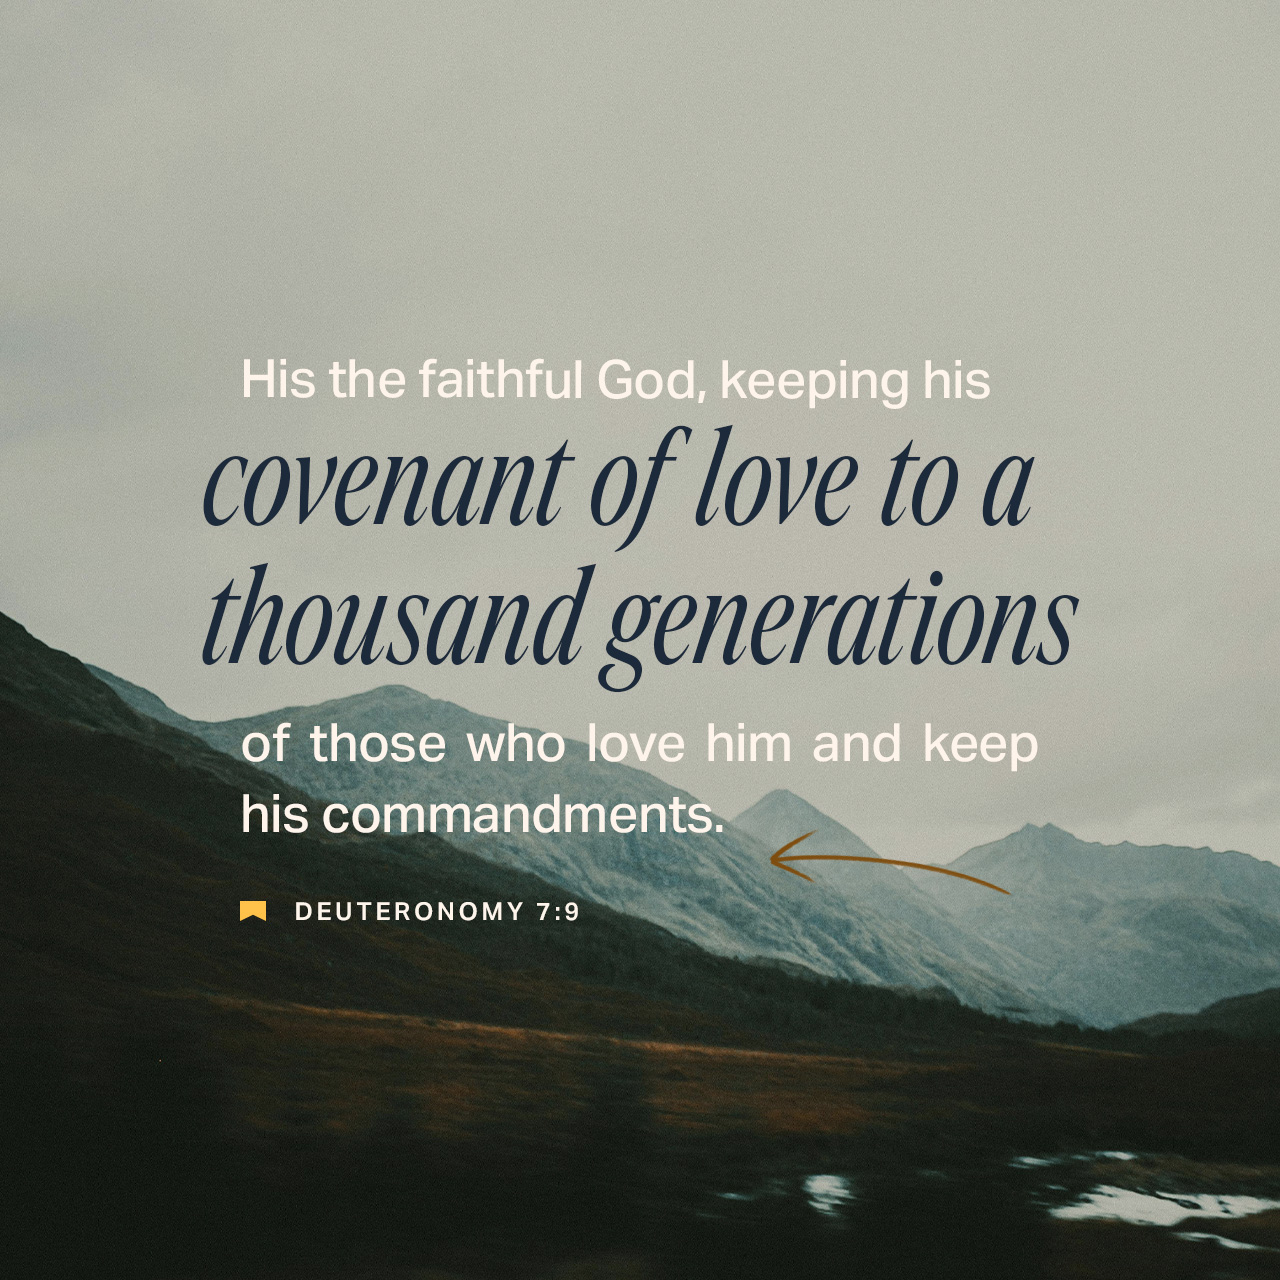 His the faithful God, keeping his
covenant of love to a
thousand generations
of those who love him and keep
his commandments.
DEUTERONOMY 7:9